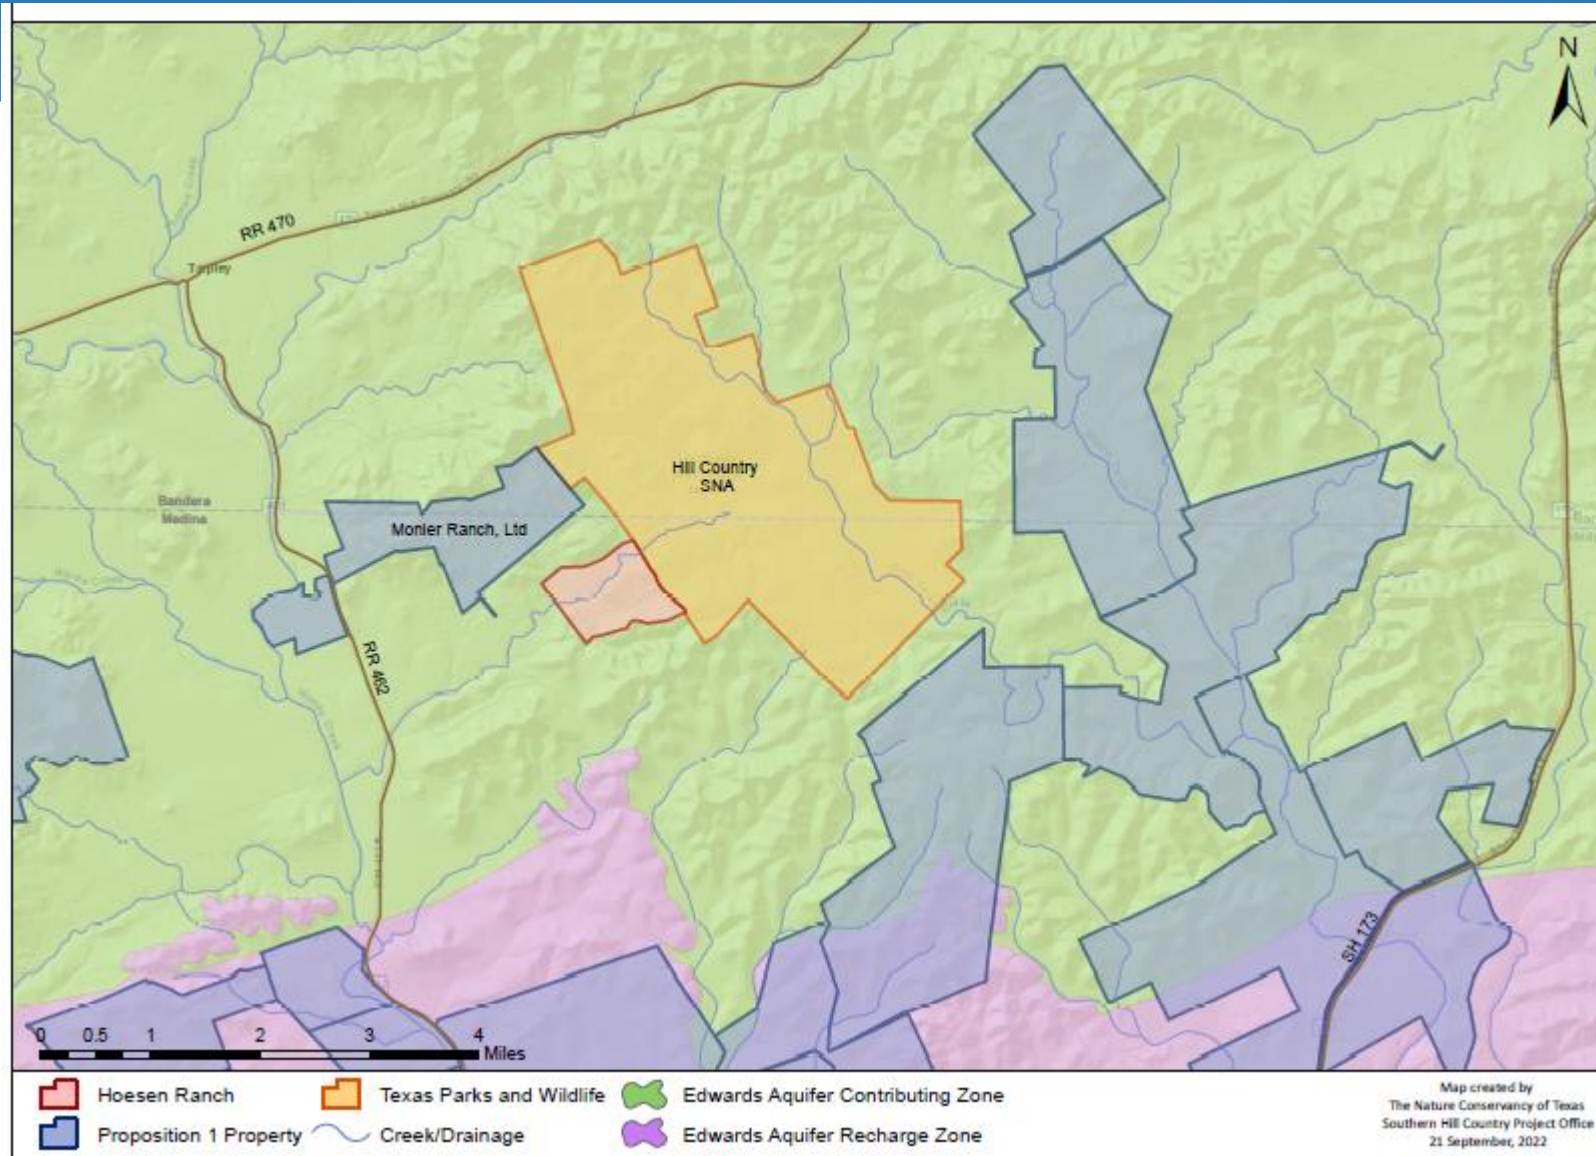 N
RR 470
Tarpley
Hill Country
SNA
Bandera
Medina
Monier Ranch, Ltd
RR 462
SH 173
0 0.5 1 2 3 4
Miles
Hoesen Ranch
Texas Parks and Wildlife
Edwards Aquifer Contributing Zone
Proposition 1 Property
Creek/Drainage
Edwards Aquifer Recharge Zone
Map created by
The Nature Conservancy of Texas
Southern Hill Country Project Office
21 September, 2022